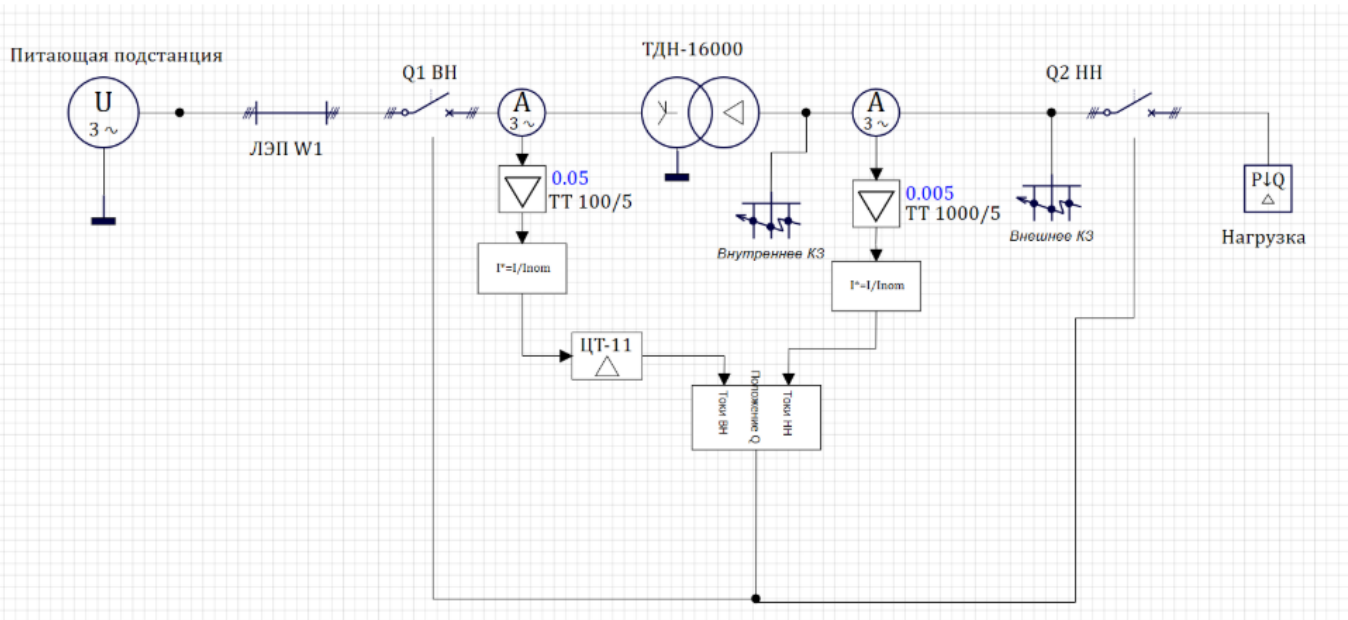 Питающая подстанция
U
3 ~
ЛЭП W1
Q1 ВН
A
3 ~
0.05
ТТ 100/5
I*=I/Inom
ТДН-16000
Внутреннее КЗ
A
3 ~
0.005
ТТ 1000/5
I*=I/Inom
Внешнее КЗ
Q2 НН
P↓Q
Нагрузка
ЦТ-11
Токи ВН
Положение Q
Токи НН